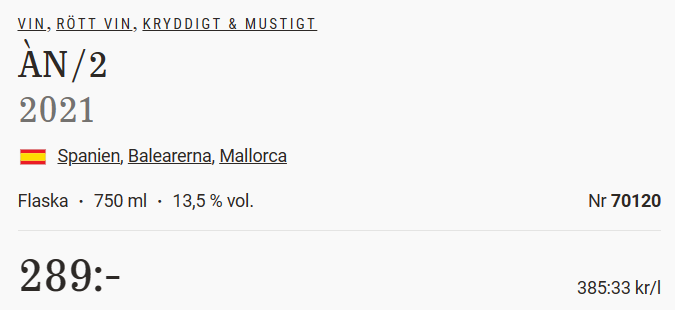 VIN, RÖTT VIN, KRYDDIGT & MUSTIGT
ÀN/2
2021
Spanien, Balearerna, Mallorca
Flaska · 750 ml · 13,5 % vol. Nr 70120
289:- 385:33 kr/l